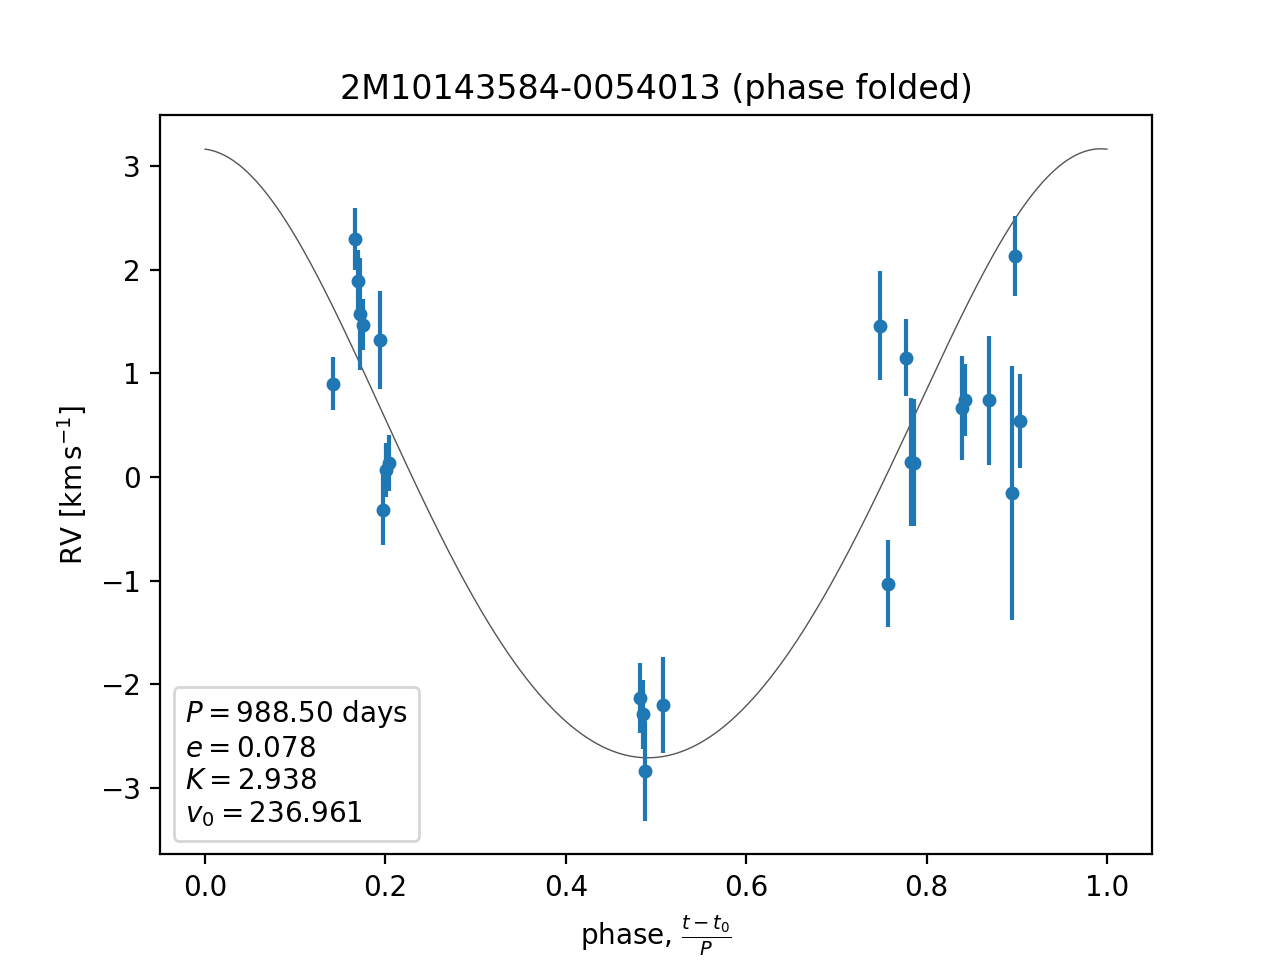 2M10143584-0054013 (phase folded)
RV [km s⁻¹]
3
2
1
0
−1
−2
−3
P = 988.50 days
e = 0.078
K = 2.938
v₀ = 236.961
0.0 0.2 0.4 0.6 0.8 1.0
phase, (t − t₀)/P